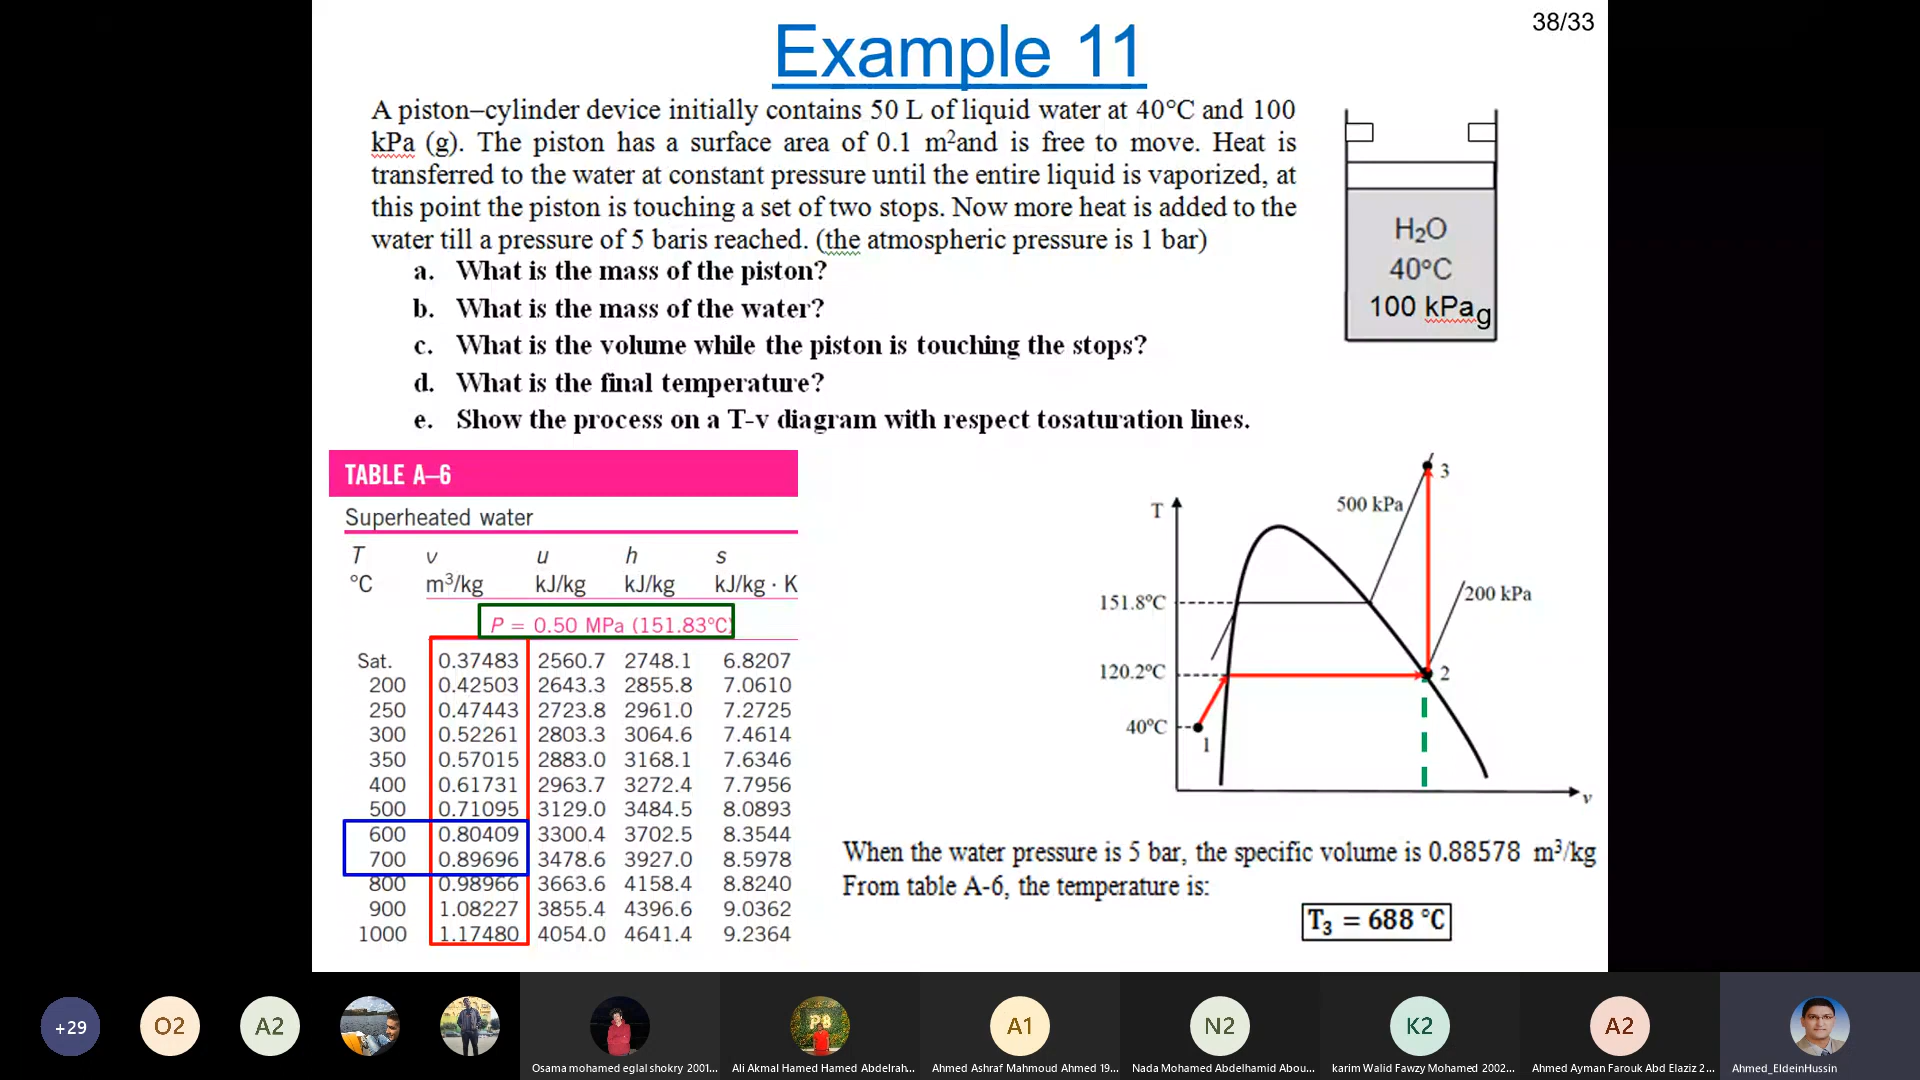 38/33
Example 11
A piston–cylinder device initially contains 50 L of liquid water at 40°C and 100
kPa (g). The piston has a surface area of 0.1 m²and is free to move. Heat is
transferred to the water at constant pressure until the entire liquid is vaporized, at
this point the piston is touching a set of two stops. Now more heat is added to the
water till a pressure of 5 baris reached. (the atmospheric pressure is 1 bar)
a. What is the mass of the piston?
b. What is the mass of the water?
c. What is the volume while the piston is touching the stops?
d. What is the final temperature?
e. Show the process on a T-v diagram with respect tosaturation lines.
H₂O
40°C
100 kPag
TABLE A–6
Superheated water
T v u h s
°C m³/kg kJ/kg kJ/kg kJ/kg · K
P = 0.50 MPa (151.83°C)
Sat. 0.37483 2560.7 2748.1 6.8207
200 0.42503 2643.3 2855.8 7.0610
250 0.47443 2723.8 2961.0 7.2725
300 0.52261 2803.3 3064.6 7.4614
350 0.57015 2883.0 3168.1 7.6346
400 0.61731 2963.7 3272.4 7.7956
500 0.71095 3129.0 3484.5 8.0893
600 0.80409 3300.4 3702.5 8.3544
700 0.89696 3478.6 3927.0 8.5978
800 0.98966 3663.6 4158.4 8.8240
900 1.08227 3855.4 4396.6 9.0362
1000 1.17480 4054.0 4641.4 9.2364
3
500 kPa
T
200 kPa
151.8°C
120.2°C
2
40°C
1
v
When the water pressure is 5 bar, the specific volume is 0.88578 m³/kg
From table A-6, the temperature is:
T₃ = 688 °C
+29
O2
A2
A1
N2
K2
A2
Osama mohamed eglal shokry 2001...
Ali Akmal Hamed Hamed Abdelrah...
Ahmed Ashraf Mahmoud Ahmed 19...
Nada Mohamed Abdelhamid Abou...
karim Walid Fawzy Mohamed 2002...
Ahmed Ayman Farouk Abd Elaziz 2...
Ahmed_EldeinHussin